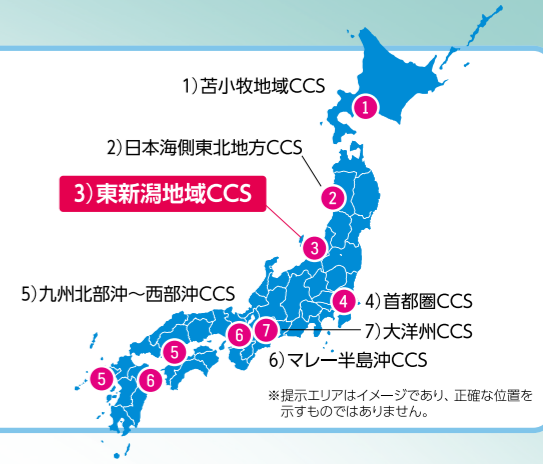 1）苫小牧地域CCS
1
2）日本海側東北地方CCS
2
3）東新潟地域CCS
3
5）九州北部沖～西部沖CCS
4
4）首都圏CCS
6
7
7）大洋州CCS
5
6）マレー半島沖CCS
5
6
※提示エリアはイメージであり、正確な位置を
示すものではありません。